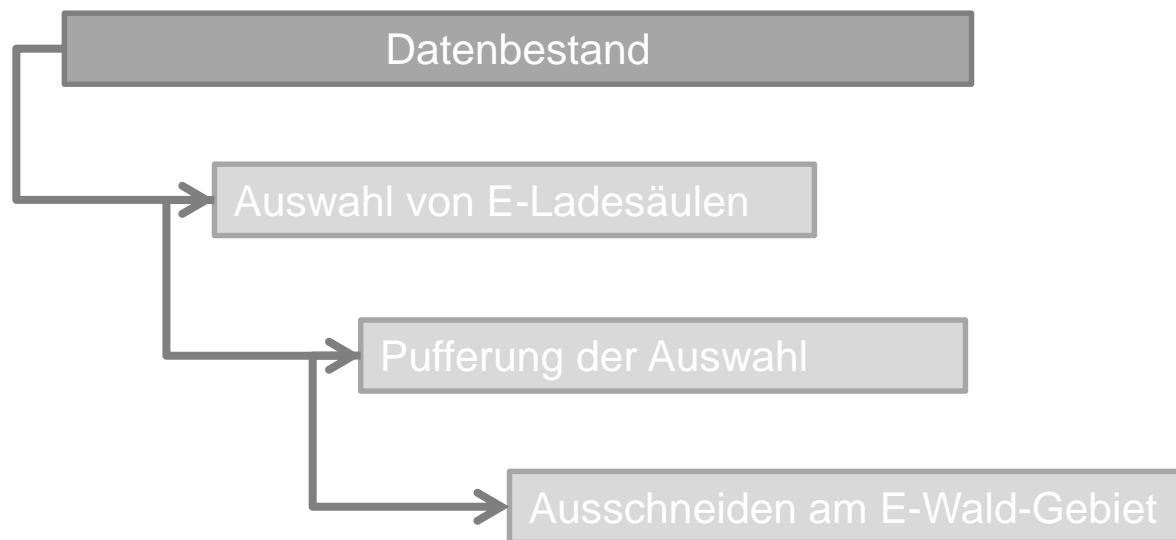 Datenbestand
Auswahl von E-Ladesäulen
Pufferung der Auswahl
Ausschneiden am E-Wald-Gebiet